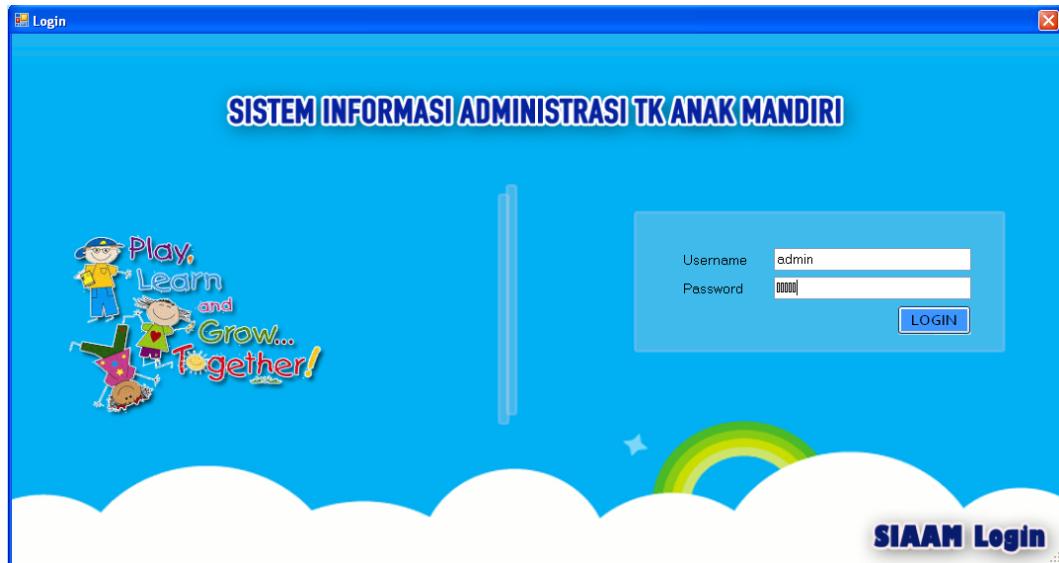 Login
SISTEM INFORMASI ADMINISTRASI TK ANAK MANDIRI
Play,
Learn
and
Grow...
Together!
Username admin
Password
LOGIN
SIAAM Login